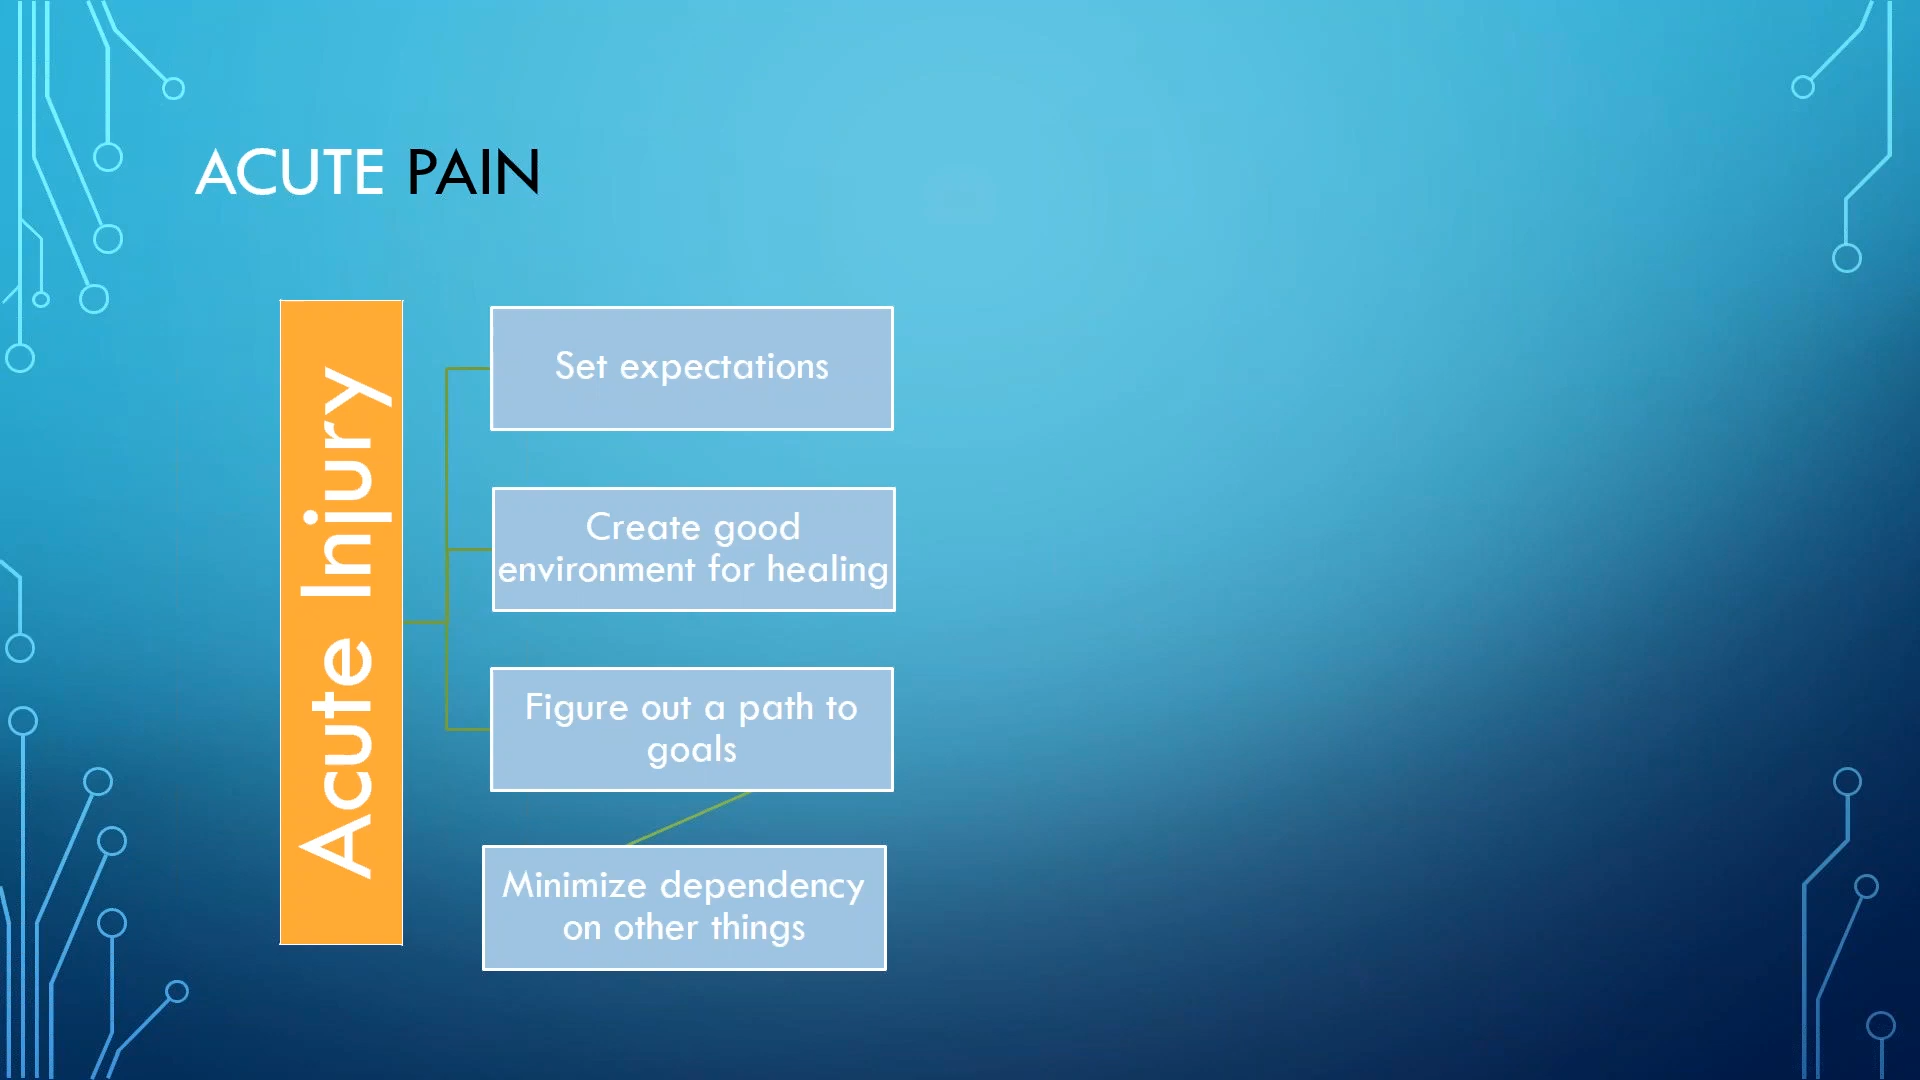 ACUTE PAIN
Acute Injury
Set expectations
Create good
environment for healing
Figure out a path to
goals
Minimize dependency
on other things